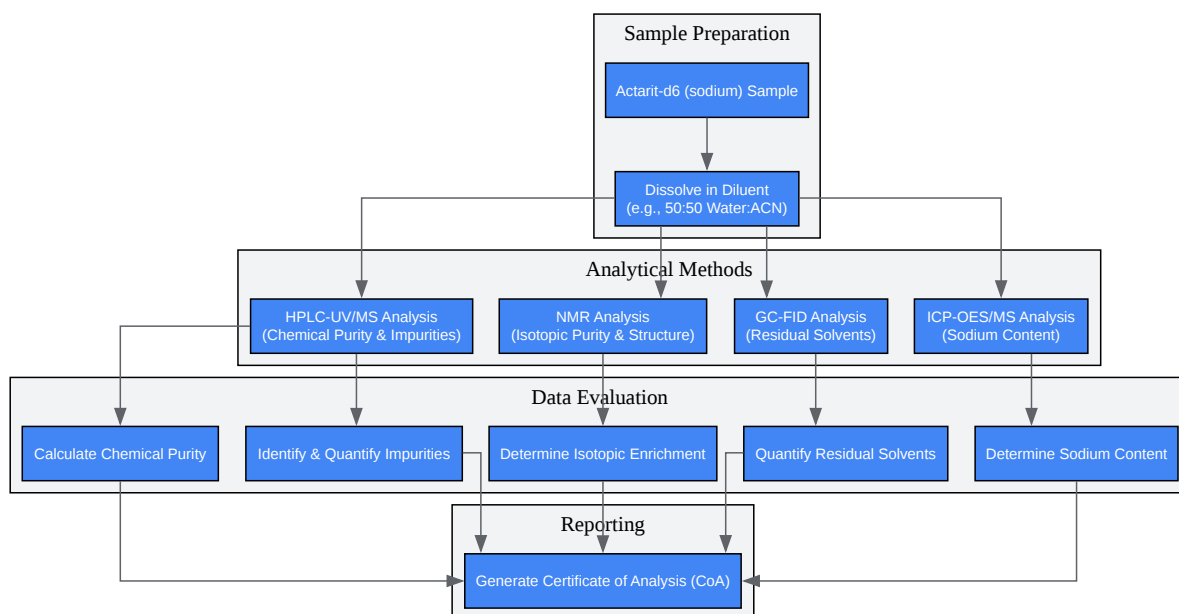 Sample Preparation
Actarit-d6 (sodium) Sample
Dissolve in Diluent
(e.g., 50:50 Water:ACN)
Analytical Methods
HPLC-UV/MS Analysis
(Chemical Purity & Impurities)
NMR Analysis
(Isotopic Purity & Structure)
GC-FID Analysis
(Residual Solvents)
ICP-OES/MS Analysis
(Sodium Content)
Data Evaluation
Calculate Chemical Purity
Identify & Quantify Impurities
Determine Isotopic Enrichment
Quantify Residual Solvents
Determine Sodium Content
Reporting
Generate Certificate of Analysis (CoA)